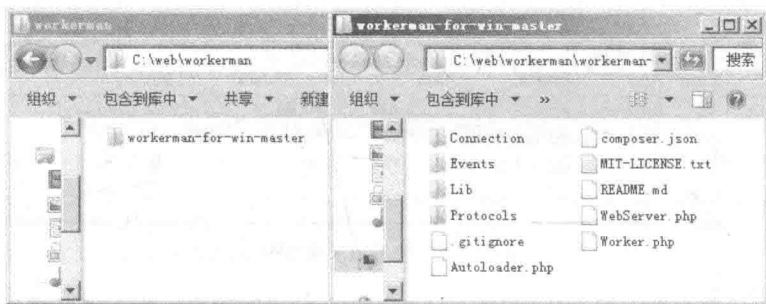 workerman
C:\web\workerman
组织 包含到库中 共享 新建
workerman-for-win-master
workerman-for-win-master
C:\web\workerman\workerman- 搜索
组织 包含到库中 »
Connection
Events
Lib
Protocols
.gitignore
Autoloader.php
composer.json
MIT-LICENSE.txt
README.md
WebServer.php
Worker.php